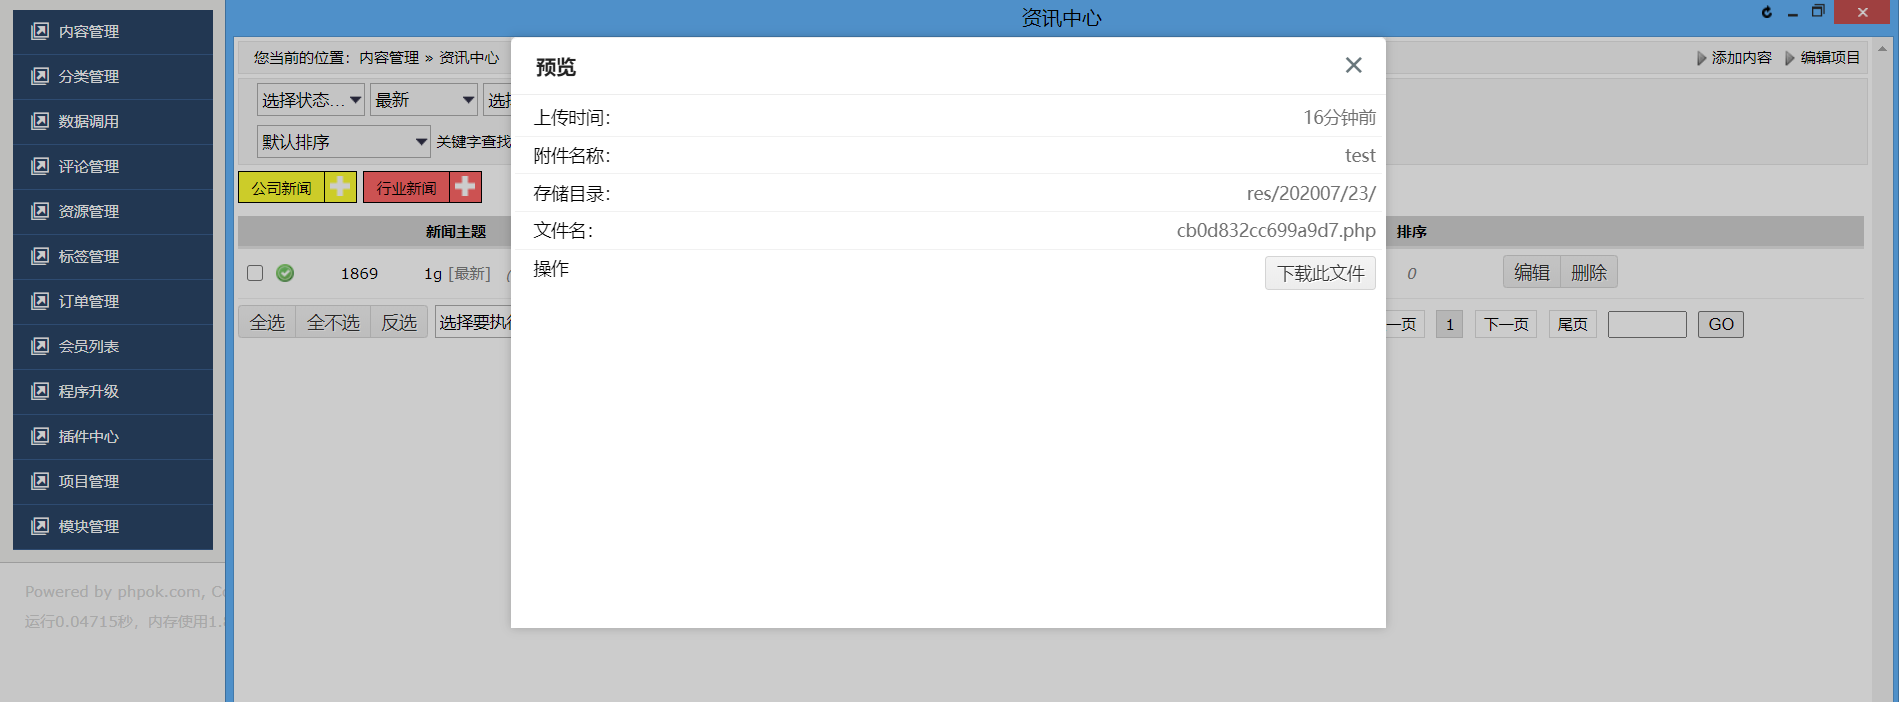 资讯中心
内容管理
分类管理
数据调用
评论管理
资源管理
标签管理
订单管理
会员列表
程序升级
插件中心
项目管理
模块管理
Powered by phpok.com,
运行0.04715秒，内存使用1.
您当前的位置：内容管理 » 资讯中心
添加内容 编辑项目
选择状态... 最新
默认排序 关键字查找
公司新闻 行业新闻
新闻主题 排序
1869 1g [最新] 0 编辑 删除
全选 全不选 反选 选择要执 一页 1 下一页 尾页 GO
预览
上传时间： 16分钟前
附件名称： test
存储目录： res/202007/23/
文件名： cb0d832cc699a9d7.php
操作 下载此文件